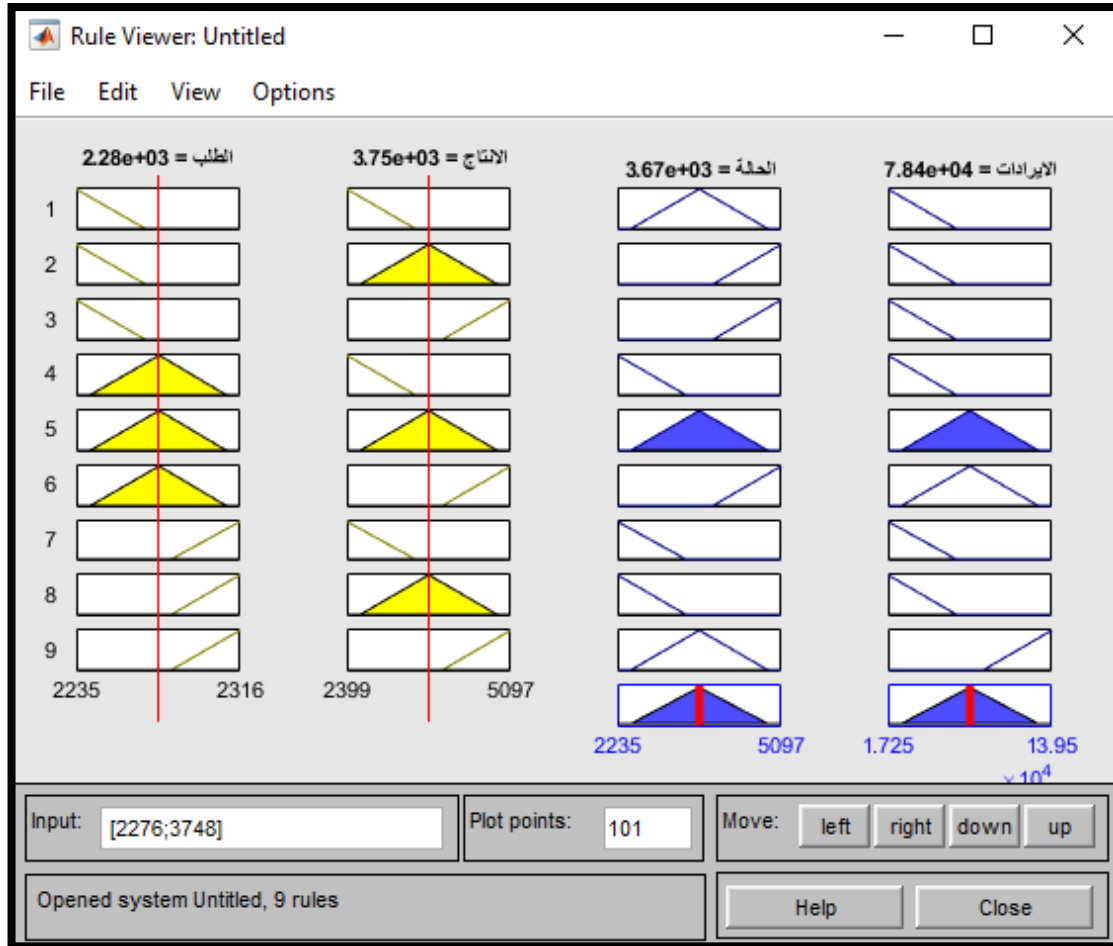 Rule Viewer: Untitled
File Edit View Options
الطلب = 2.28e+03
الانتاج = 3.75e+03
الحالة = 3.67e+03
الايرادات = 7.84e+04
1
2
3
4
5
6
7
8
9
2235 2316 2399 5097
2235 5097 1.725 13.95
× 10⁴
Input: [2276;3748] Plot points: 101 Move: left right down up
Opened system Untitled, 9 rules Help Close